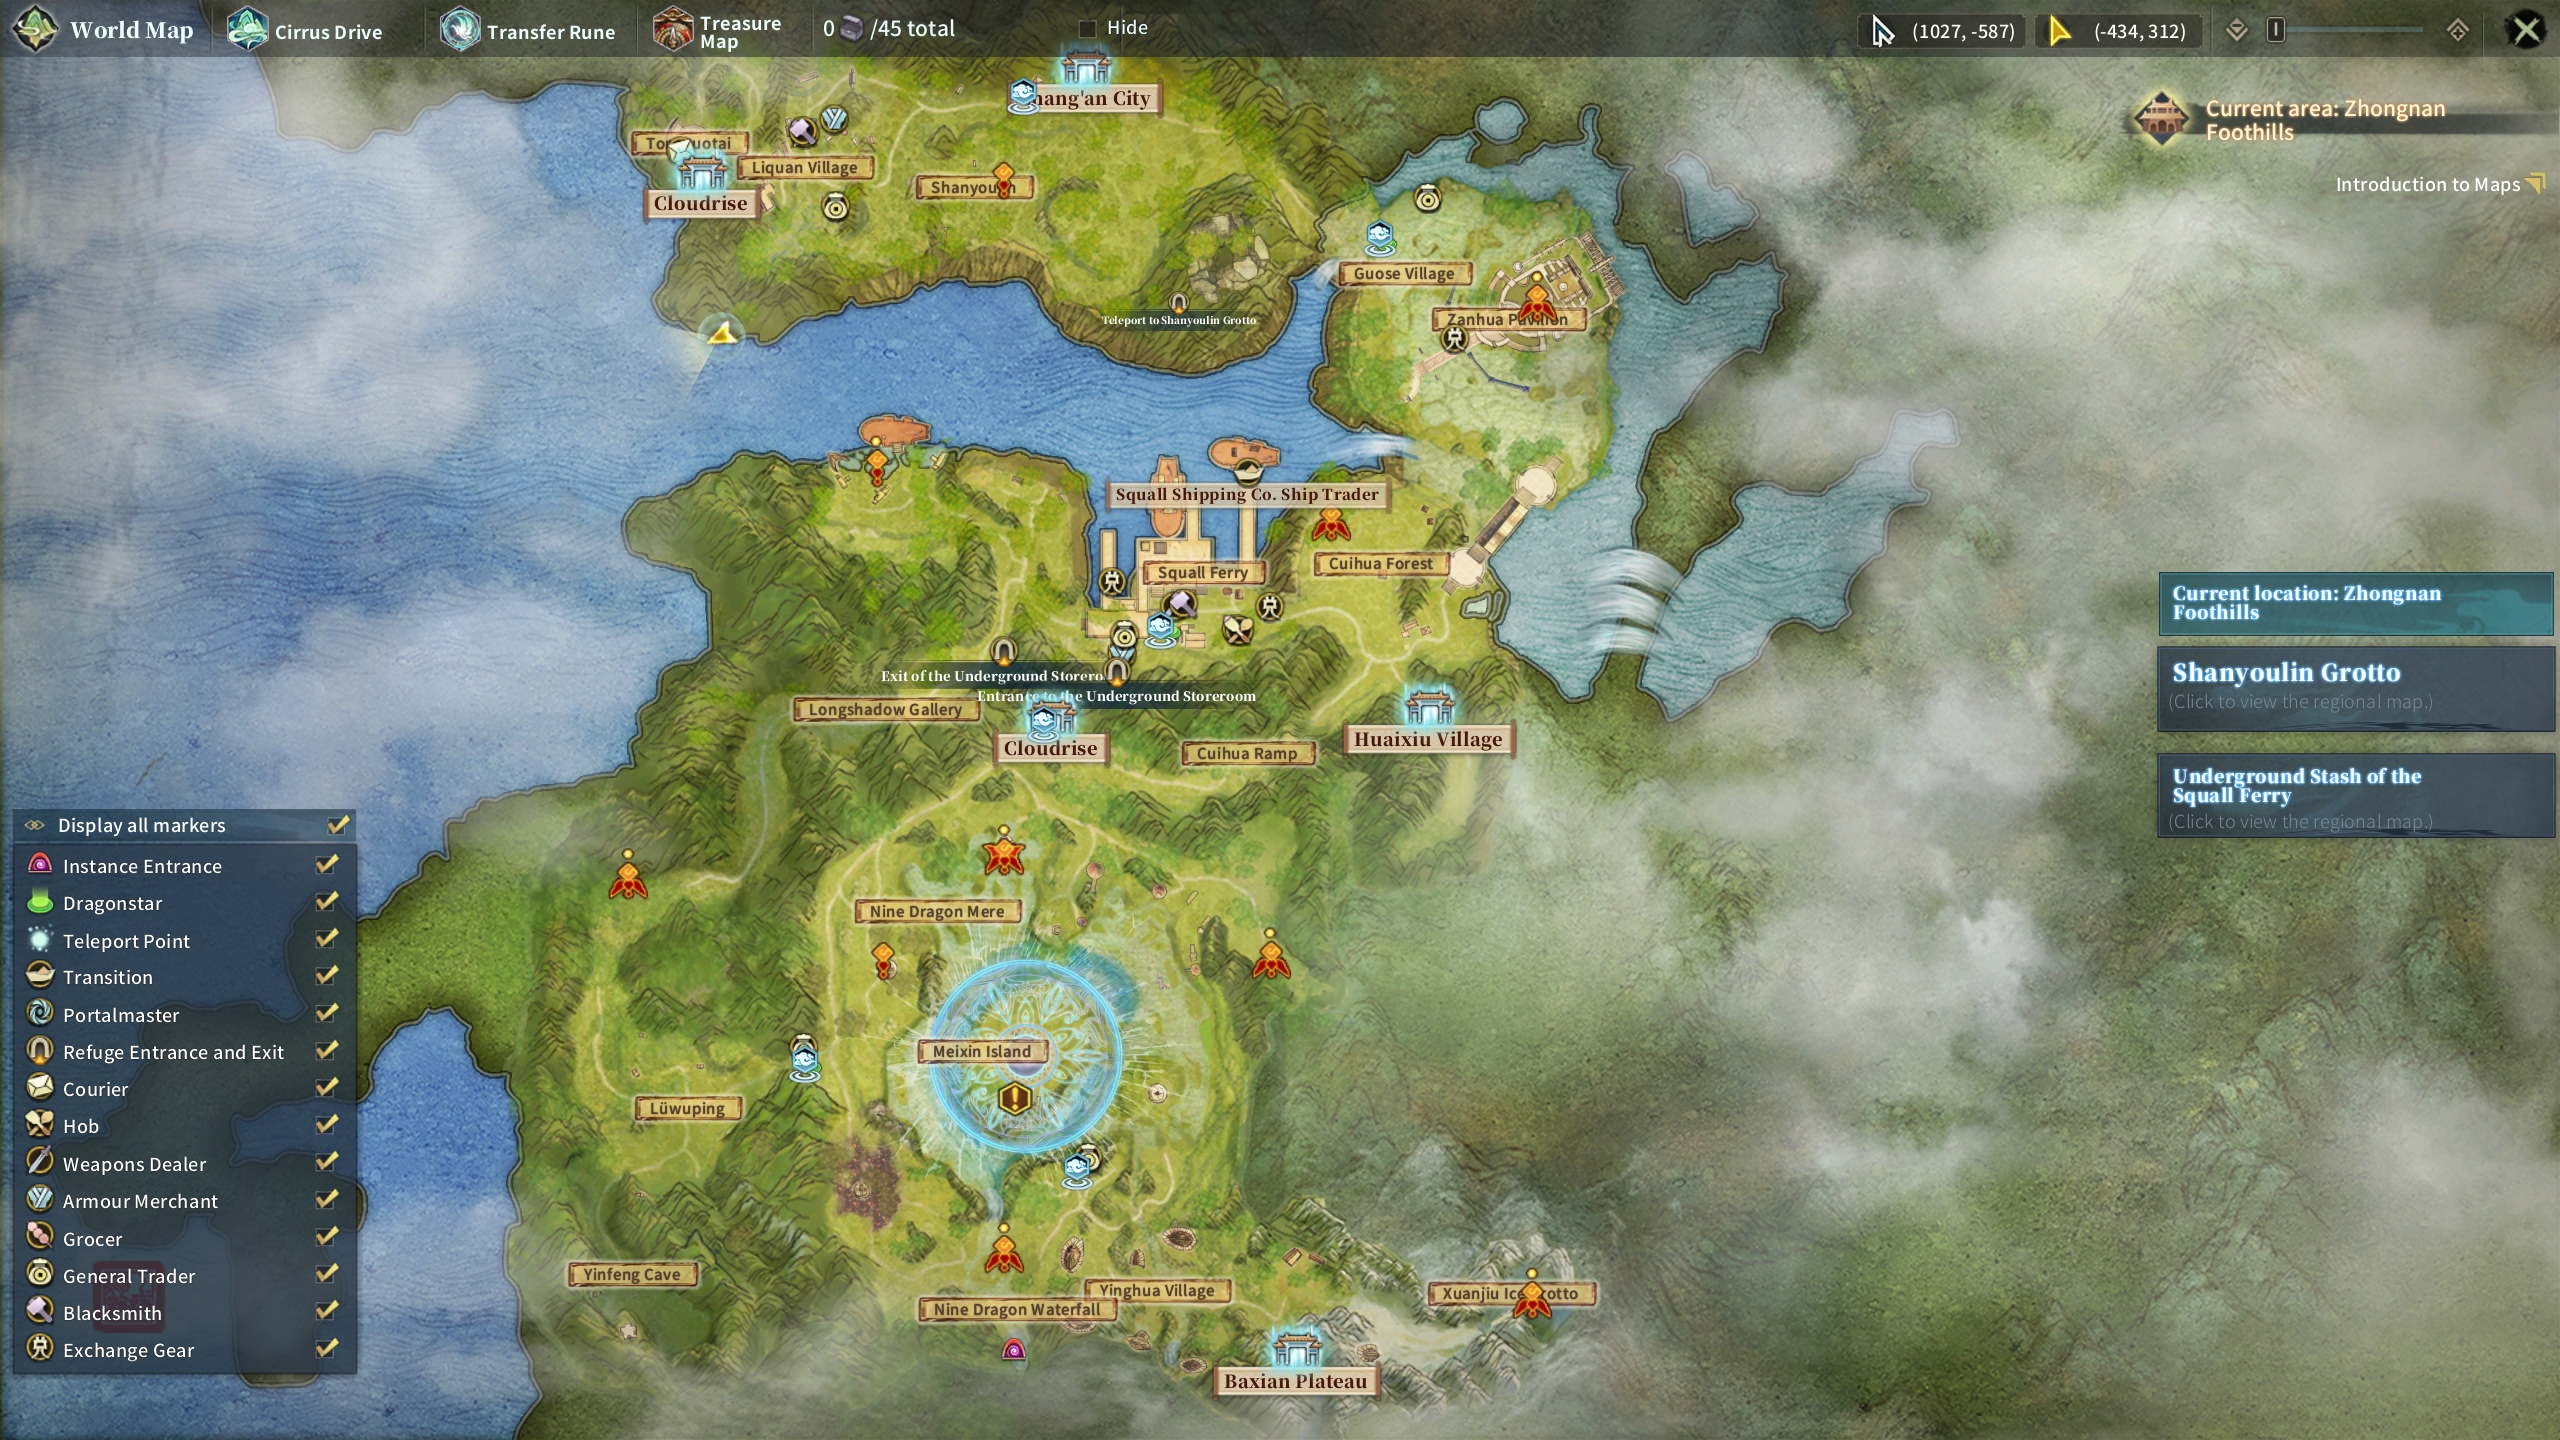 World Map
Cirrus Drive
Transfer Rune
Treasure
Map
0 /45 total
Hide
(1027, -587)
(-434, 312)
Current area: Zhongnan
Foothills
Introduction to Maps
hang'an City
Liquan Village
Cloudrise
Teleport to Shanyoulin Grotto
Guose Village
Zanhua
Squall Shipping Co. Ship Trader
Squall Ferry
Cuihua Forest
Exit of the Underground Storero
Entrance to the Underground Storeroom
Longshadow Gallery
Cloudrise
Cuihua Ramp
Huaixiu Village
Current location: Zhongnan
Foothills
Shanyoulin Grotto
(Click to view the regional map.)
Underground Stash of the
Squall Ferry
(Click to view the regional map.)
Nine Dragon Mere
Meixin Island
Lüwuping
Yinfeng Cave
Yinghua Village
Nine Dragon Waterfall
Xuanjiu Ice
Baxian Plateau
Display all markers
Instance Entrance
Dragonstar
Teleport Point
Transition
Portalmaster
Refuge Entrance and Exit
Courier
Hob
Weapons Dealer
Armour Merchant
Grocer
General Trader
Blacksmith
Exchange Gear